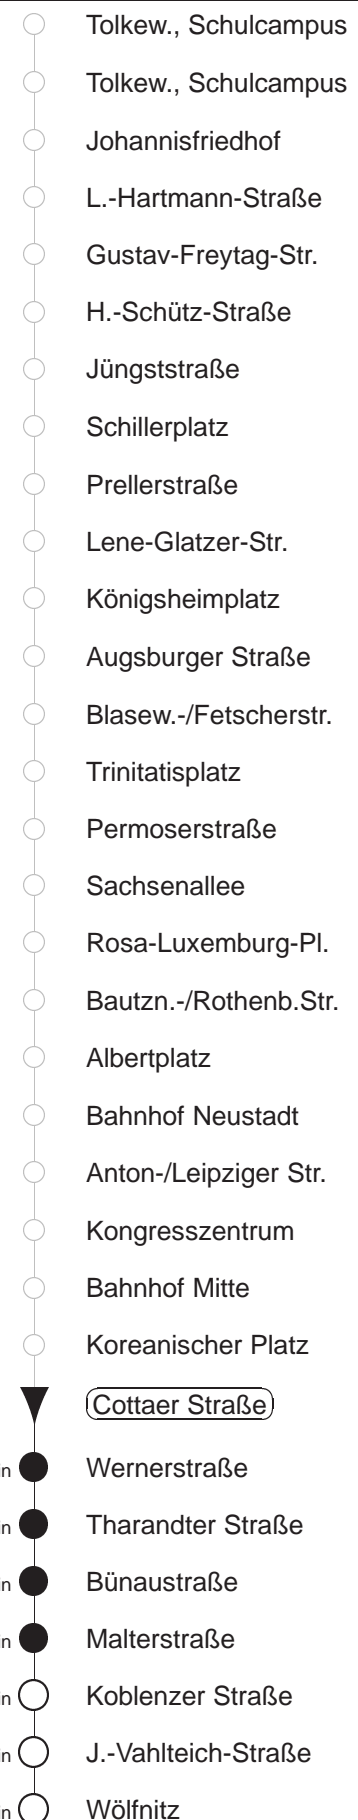 Tolkew., Schulcampus
Tolkew., Schulcampus
Johannisfriedhof
L.-Hartmann-Straße
Gustav-Freytag-Str.
H.-Schütz-Straße
Jüngststraße
Schillerplatz
Prellerstraße
Lene-Glatzer-Str.
Königsheimplatz
Augsburger Straße
Blasew.-/Fetscherstr.
Trinitatisplatz
Permoserstraße
Sachsenallee
Rosa-Luxemburg-Pl.
Bautzn.-/Rothenb.Str.
Albertplatz
Bahnhof Neustadt
Anton-/Leipziger Str.
Kongresszentrum
Bahnhof Mitte
Koreanischer Platz
Cottaer Straße
Wernerstraße
Tharandter Straße
Bünaustraße
Malterstraße
Koblenzer Straße
J.-Vahlteich-Straße
Wölfnitz